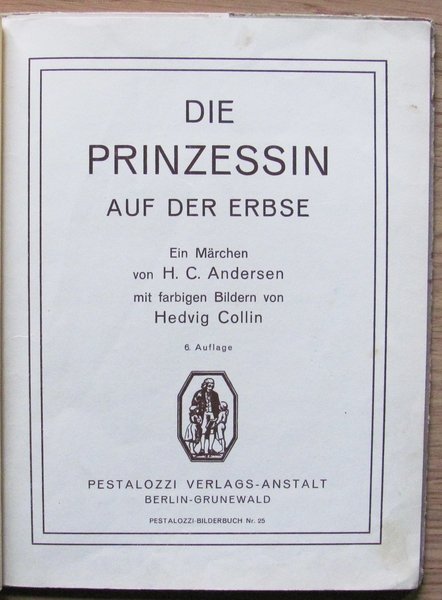 DIE
PRINZESSIN
AUF DER ERBSE
Ein Märchen
von H. C. Andersen
mit farbigen Bildern von
Hedvig Collin
6. Auflage
PESTALOZZI VERLAGS-ANSTALT
BERLIN-GRUNEWALD
PESTALOZZI-BILDERBUCH Nr. 25